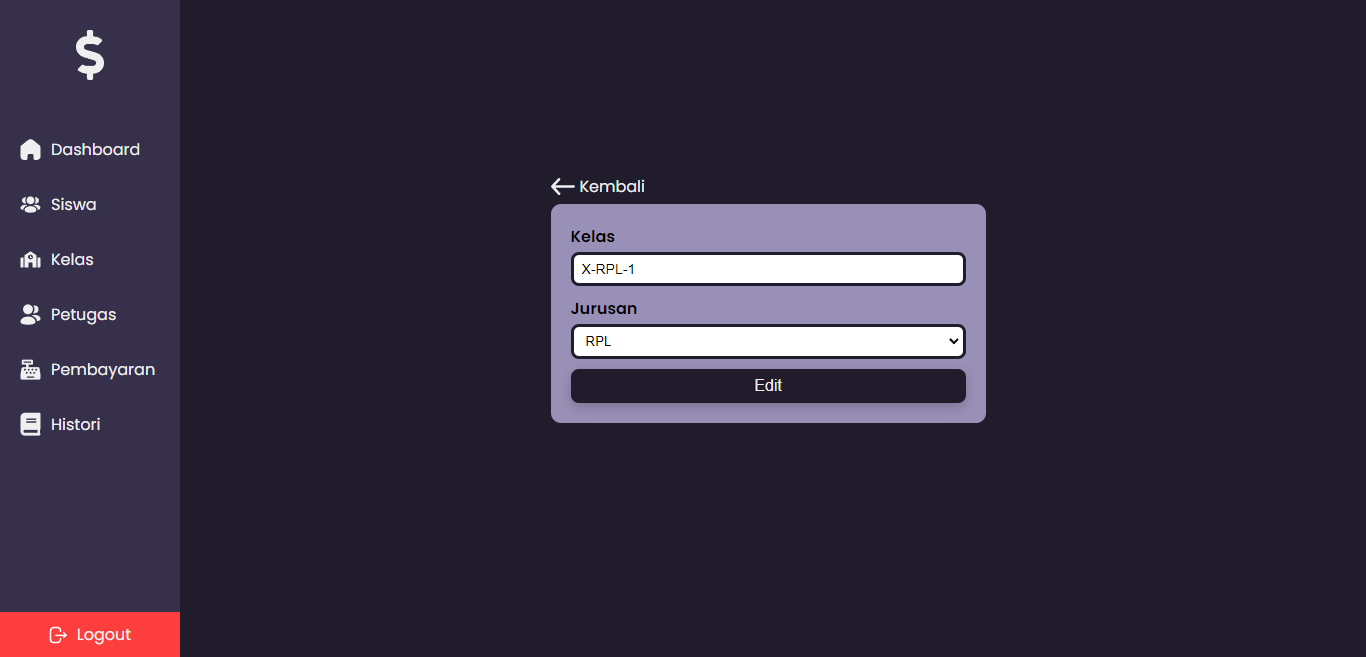 $
Dashboard
Siswa
Kelas
Petugas
Pembayaran
Histori
Logout
Kembali
Kelas
X-RPL-1
Jurusan
RPL
Edit